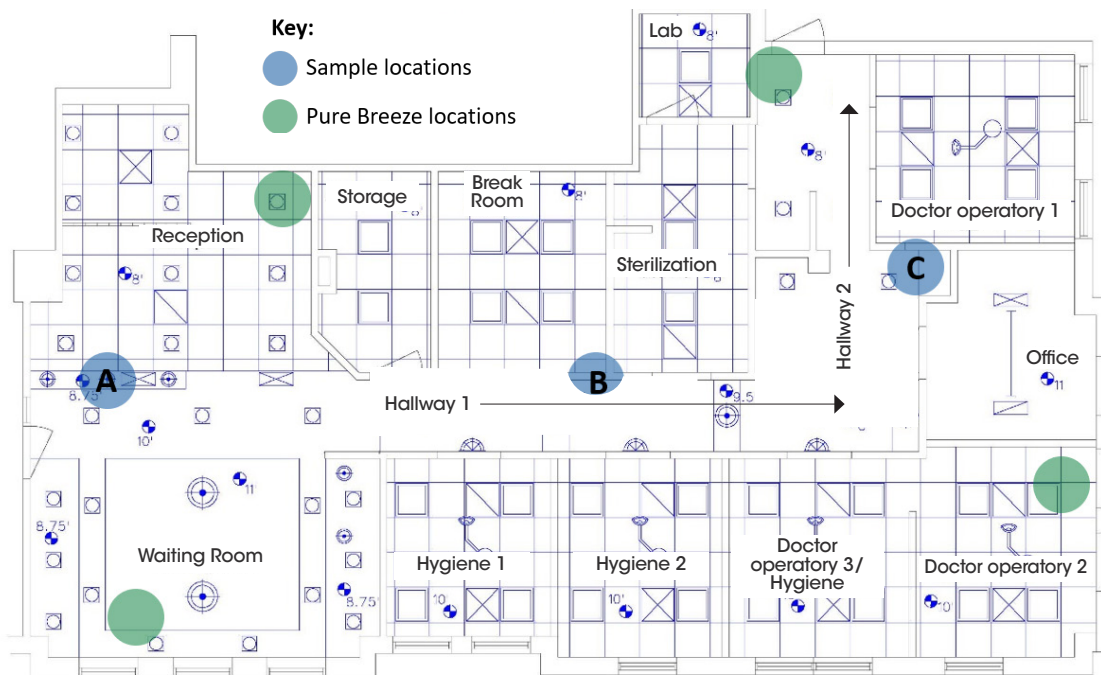 Key:
Sample locations
Pure Breeze locations
Lab
8'
8'
Storage
Break
Room
8'
Doctor operatory 1
Reception
8'
Sterilization
C
Hallway 2
A
8.75'
B
Office
11
Hallway 1
9.5
10'
11'
8.75'
Waiting Room
8.75'
Hygiene 1
Hygiene 2
10'
Doctor
operatory 3/
Hygiene
Doctor operatory 2
10'